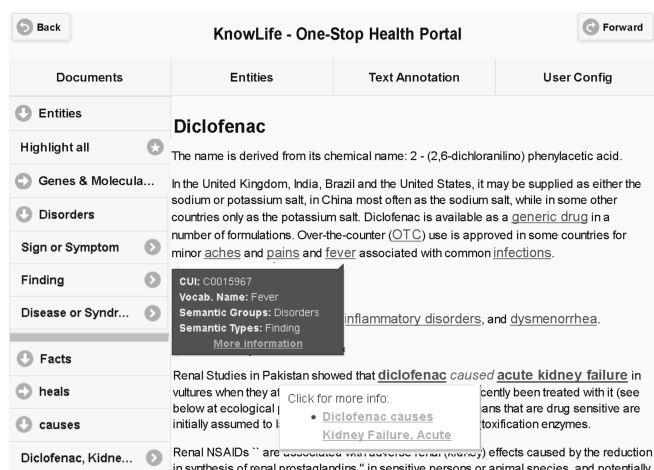 Back
KnowLife - One-Stop Health Portal
Forward
Documents
Entities
Text Annotation
User Config
Entities
Highlight all
Genes & Molecula...
Disorders
Sign or Symptom
Finding
Disease or Syndr...
Facts
heals
causes
Diclofenac, Kidne...
Diclofenac
The name is derived from its chemical name: 2 - (2,6-dichloranilino) phenylacetic acid.
In the United Kingdom, India, Brazil and the United States, it may be supplied as either the
sodium or potassium salt, in China most often as the sodium salt, while in some other
countries only as the potassium salt. Diclofenac is available as a generic drug in a
number of formulations. Over-the-counter (OTC) use is approved in some countries for
minor aches and pains and fever associated with common infections.
CUI: C0015967
Vocab. Name: Fever
Semantic Groups: Disorders
Semantic Types: Finding
More information
inflammatory disorders, and dysmenorrhea.
Renal Studies in Pakistan showed that diclofenac caused acute kidney failure in
vultures when they at
cently been treated with it (see
below at ecological
ans that are drug sensitive are
initially assumed to
toxification enzymes.
Click for more info:
• Diclofenac causes
Kidney Failure, Acute
Renal NSAIDs `` are associated with adverse renal (kidney) effects caused by the reduction
in synthesis of renal prostaglandins '' in sensitive persons or animal species, and potentially